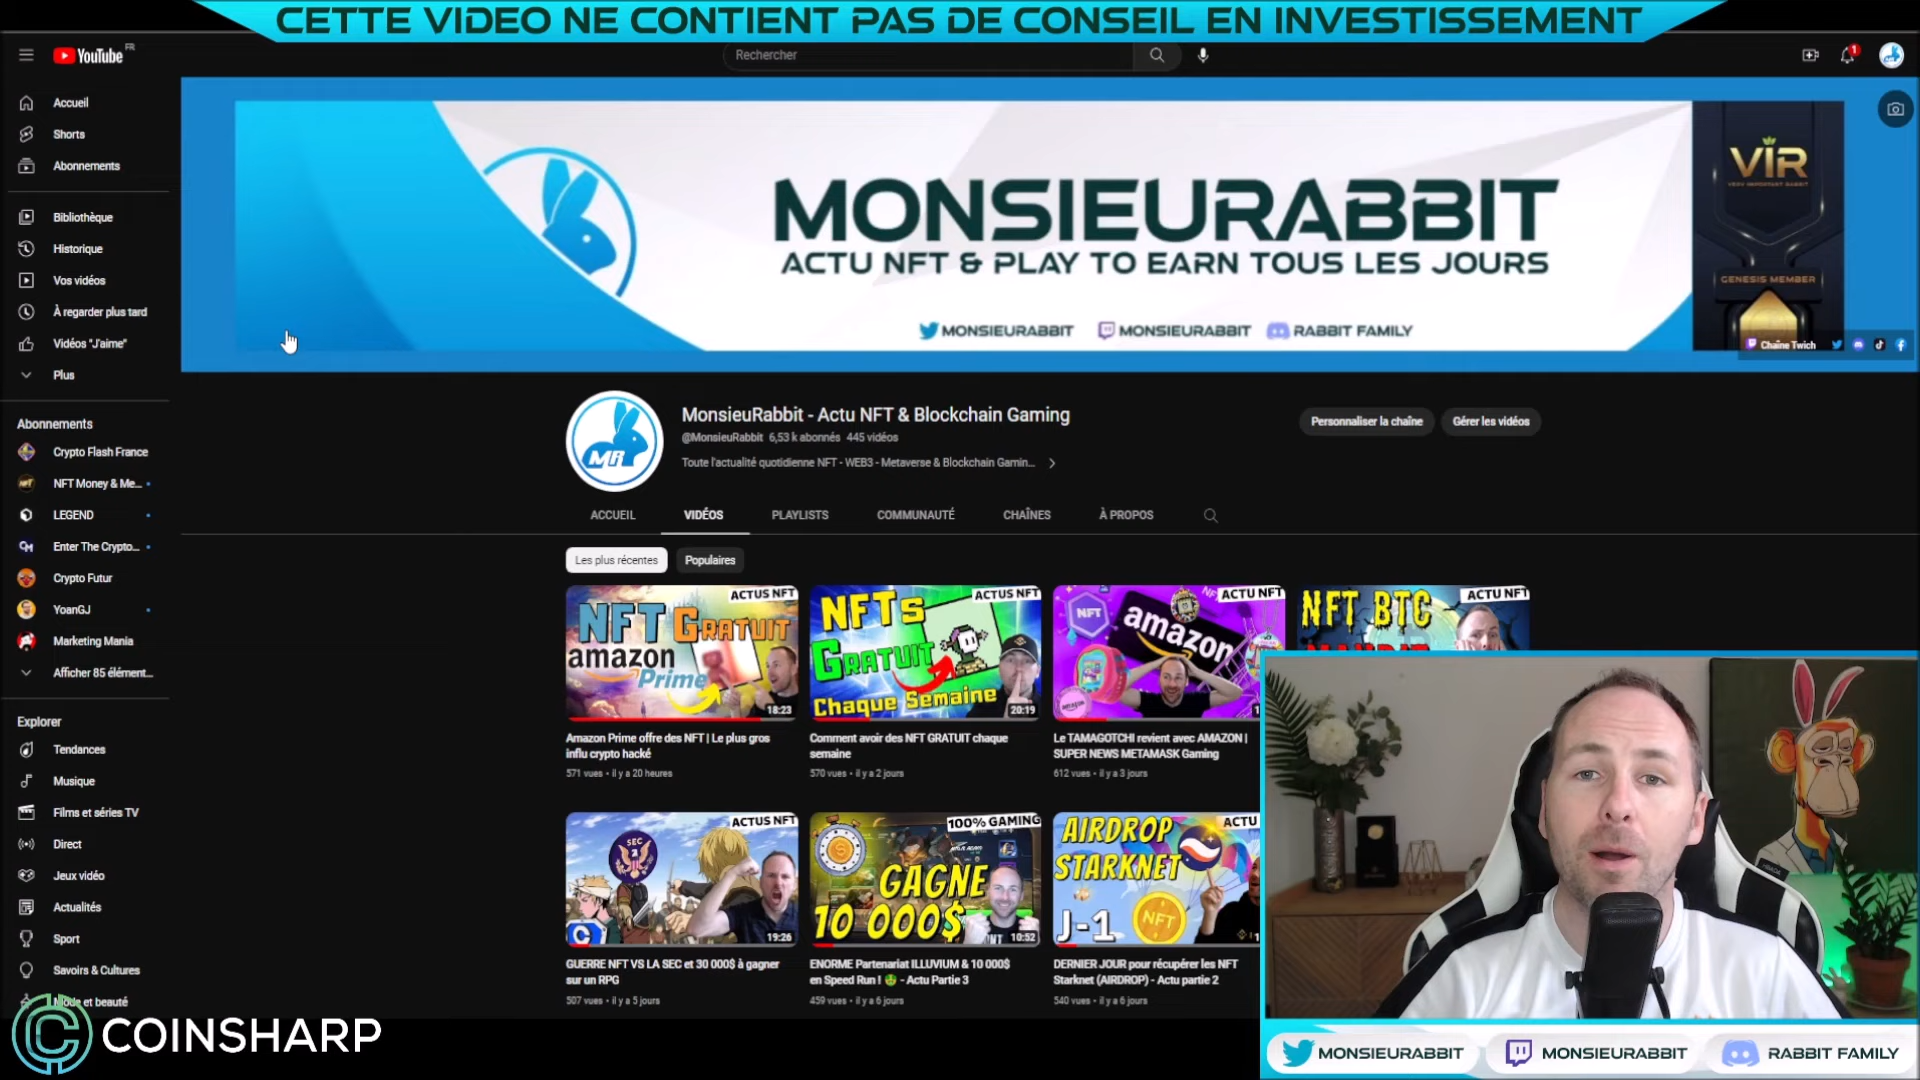 CETTE VIDEO NE CONTIENT PAS DE CONSEIL EN INVESTISSEMENT
YouTube FR
Rechercher
1
Accueil
Shorts
Abonnements
Bibliothèque
Historique
Vos vidéos
À regarder plus tard
Vidéos "J'aime"
Plus
Abonnements
Crypto Flash France
NFT Money & Me...
LEGEND
Enter The Crypto...
Crypto Futur
YoanGJ
Marketing Mania
Afficher 85 élément...
Explorer
Tendances
Musique
Films et séries TV
Direct
Jeux vidéo
Actualités
Sport
Savoirs & Cultures
Mode et beauté
COINSHARP
MONSIEURABBIT
ACTU NFT & PLAY TO EARN TOUS LES JOURS
MONSIEURABBIT
MONSIEURABBIT
RABBIT FAMILY
VIR
VERY IMPORTANT RABBIT
GENESIS MEMBER
Chaîne Twich
MR
MonsieuRabbit - Actu NFT & Blockchain Gaming
@MonsieuRabbit 6,53 k abonnés 445 vidéos
Toute l'actualité quotidienne NFT - WEB3 - Metaverse & Blockchain Gamin...
Personnaliser la chaîne
Gérer les vidéos
ACCUEIL
VIDÉOS
PLAYLISTS
COMMUNAUTÉ
CHAÎNES
À PROPOS
Les plus récentes
Populaires
ACTUS NFT
NFT GRATUIT
amazon
Prime
18:23
Amazon Prime offre des NFT | Le plus gros
influ crypto hacké
571 vues • il y a 20 heures
ACTUS NFT
NFTS
GRATUIT
Chaque Semaine
20:19
Comment avoir des NFT GRATUIT chaque
semaine
570 vues • il y a 2 jours
ACTU NFT
NFT
amazon
Le TAMAGOTCHI revient avec AMAZON |
SUPER NEWS METAMASK Gaming
612 vues • il y a 3 jours
ACTU NFT
NFT BTC
ACTUS NFT
SEC
19:26
GUERRE NFT VS LA SEC et 30 000$ à gagner
sur un RPG
507 vues • il y a 5 jours
100% GAMING
GAGNE
10 000$
10:52
ENORME Partenariat ILLUVIUM & 10 000$
en Speed Run ! 🤑 - Actu Partie 3
459 vues • il y a 6 jours
ACTU
AIRDROP
STARKNET
J-1
NFT
DERNIER JOUR pour récupérer les NFT
Starknet (AIRDROP) - Actu partie 2
540 vues • il y a 6 jours
MONSIEURABBIT
MONSIEURABBIT
RABBIT FAMILY